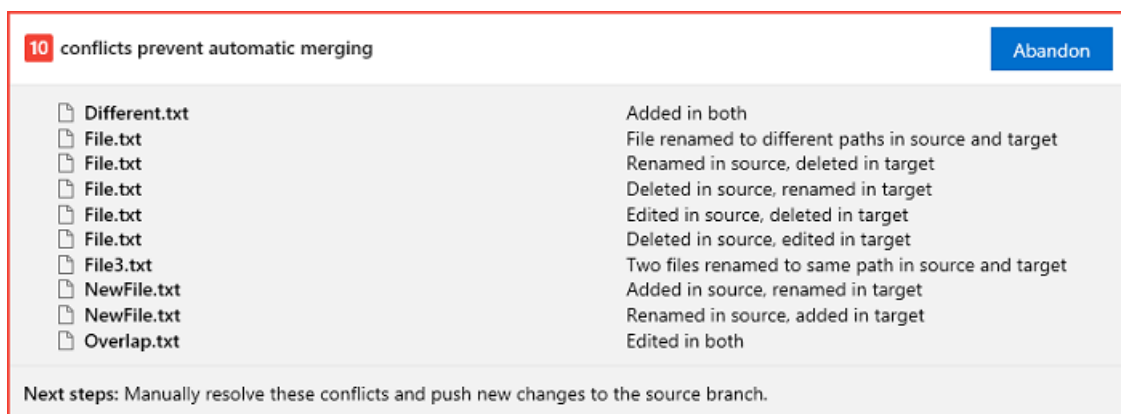 10 conflicts prevent automatic merging
Abandon
Different.txt Added in both
File.txt File renamed to different paths in source and target
File.txt Renamed in source, deleted in target
File.txt Deleted in source, renamed in target
File.txt Edited in source, deleted in target
File.txt Deleted in source, edited in target
File3.txt Two files renamed to same path in source and target
NewFile.txt Added in source, renamed in target
NewFile.txt Renamed in source, added in target
Overlap.txt Edited in both
Next steps: Manually resolve these conflicts and push new changes to the source branch.